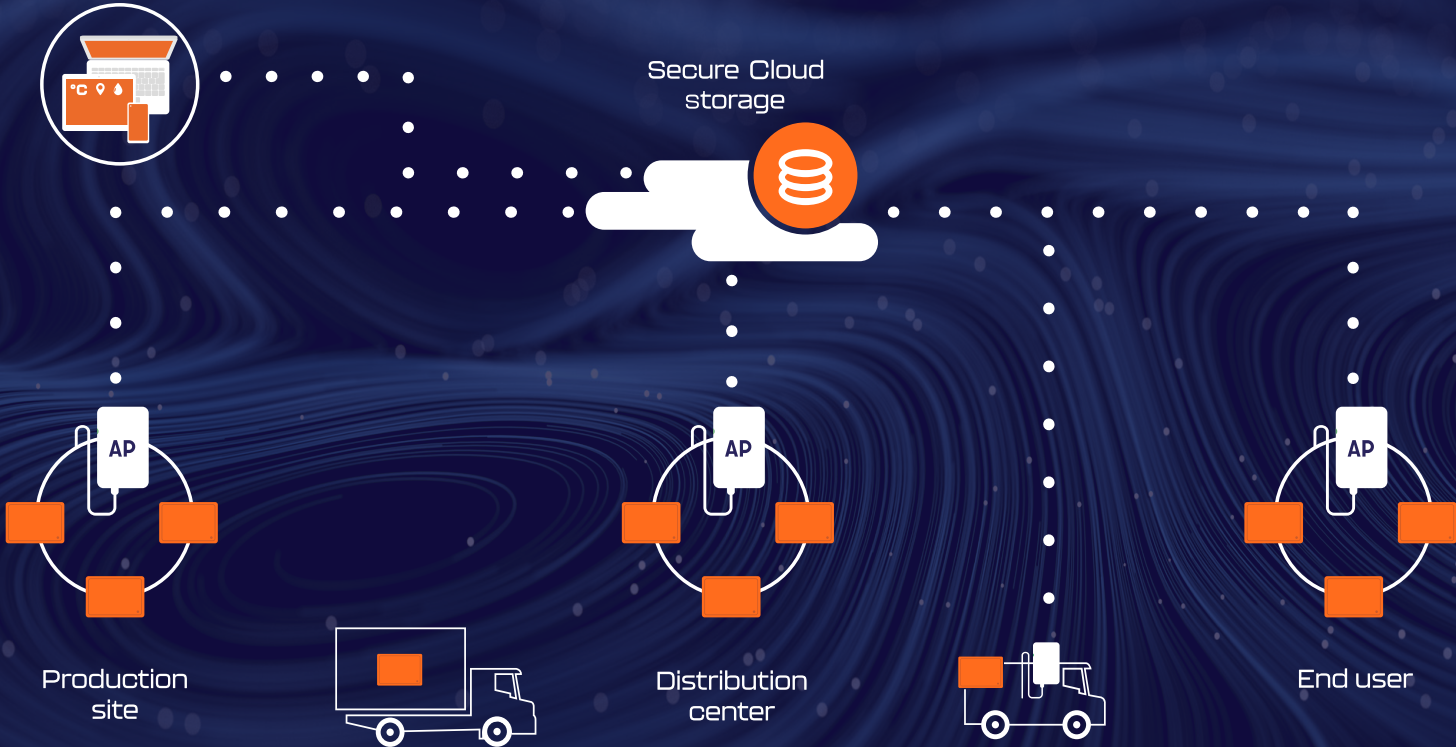 °C
Secure Cloud
storage
AP
AP
AP
Production
site
Distribution
center
End user